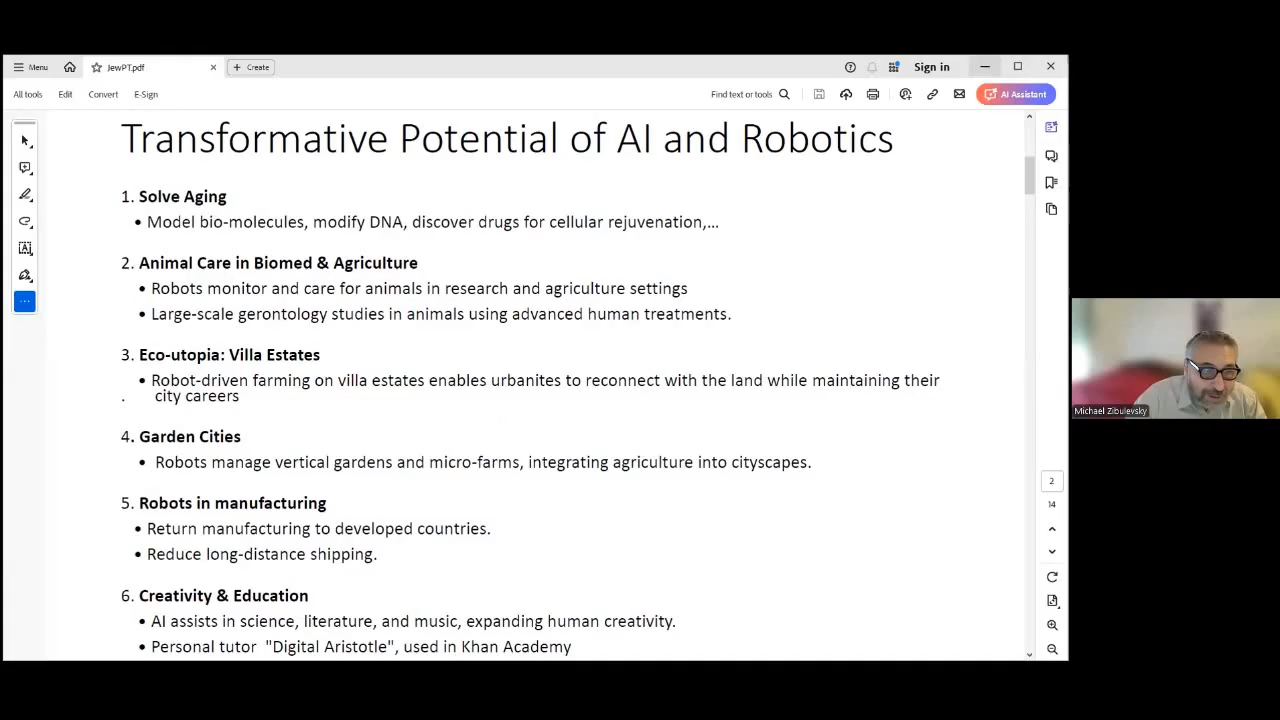 Menu
JewPT.pdf
Create
Sign in
All tools
Edit
Convert
E-Sign
Find text or tools
AI Assistant
Transformative Potential of AI and Robotics
1. Solve Aging
• Model bio-molecules, modify DNA, discover drugs for cellular rejuvenation,...
2. Animal Care in Biomed & Agriculture
• Robots monitor and care for animals in research and agriculture settings
• Large-scale gerontology studies in animals using advanced human treatments.
3. Eco-utopia: Villa Estates
• Robot-driven farming on villa estates enables urbanites to reconnect with the land while maintaining their
. city careers
4. Garden Cities
• Robots manage vertical gardens and micro-farms, integrating agriculture into cityscapes.
5. Robots in manufacturing
• Return manufacturing to developed countries.
• Reduce long-distance shipping.
6. Creativity & Education
• AI assists in science, literature, and music, expanding human creativity.
• Personal tutor "Digital Aristotle", used in Khan Academy
2
14
Michael Zibulevsky